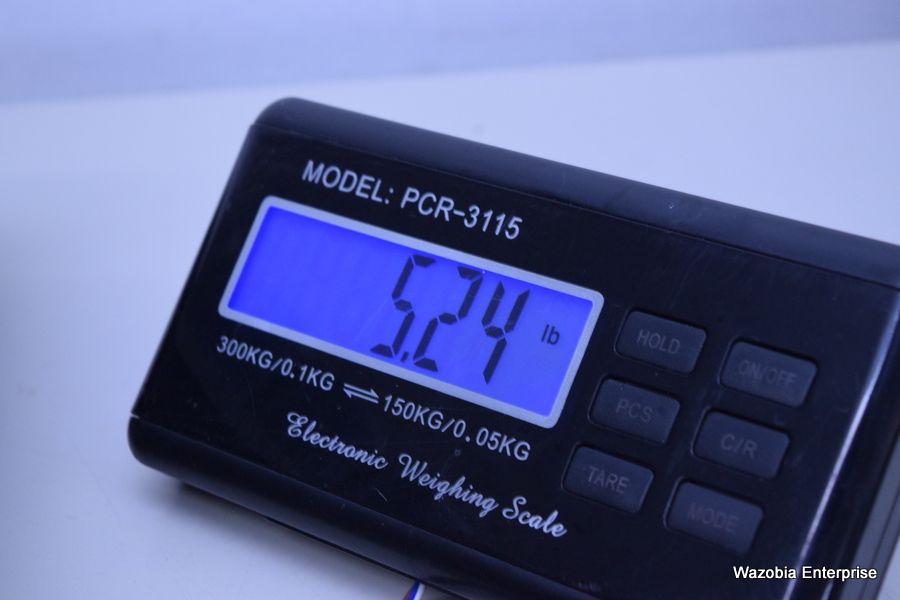 MODEL: PCR-3115
5.24 lb
300KG/0.1KG ⇌ 150KG/0.05KG
Electronic Weighing Scale
HOLD
ON/OFF
PCS
C/R
TARE
MODE
Wazobia Enterprise